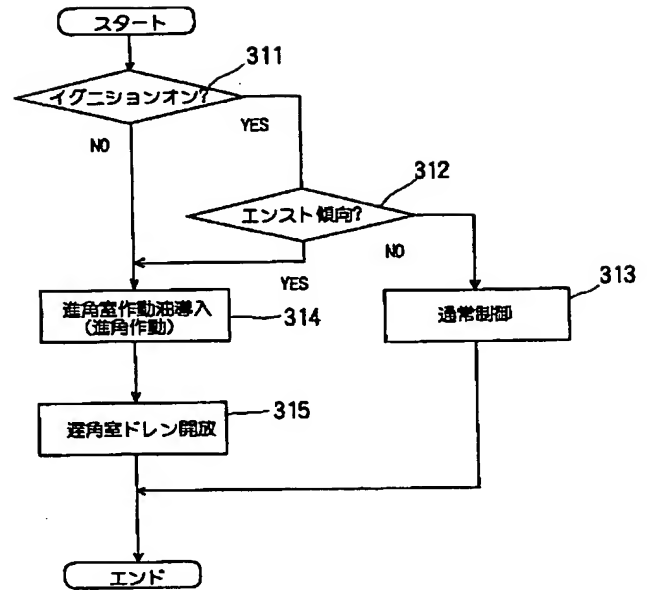 スタート
311
イグニションオン?
YES
NO
312
エンスト傾向?
NO
YES
313
進角室作動油導入
(進角作動)
314
通常制御
315
遅角室ドレン開放
エンド